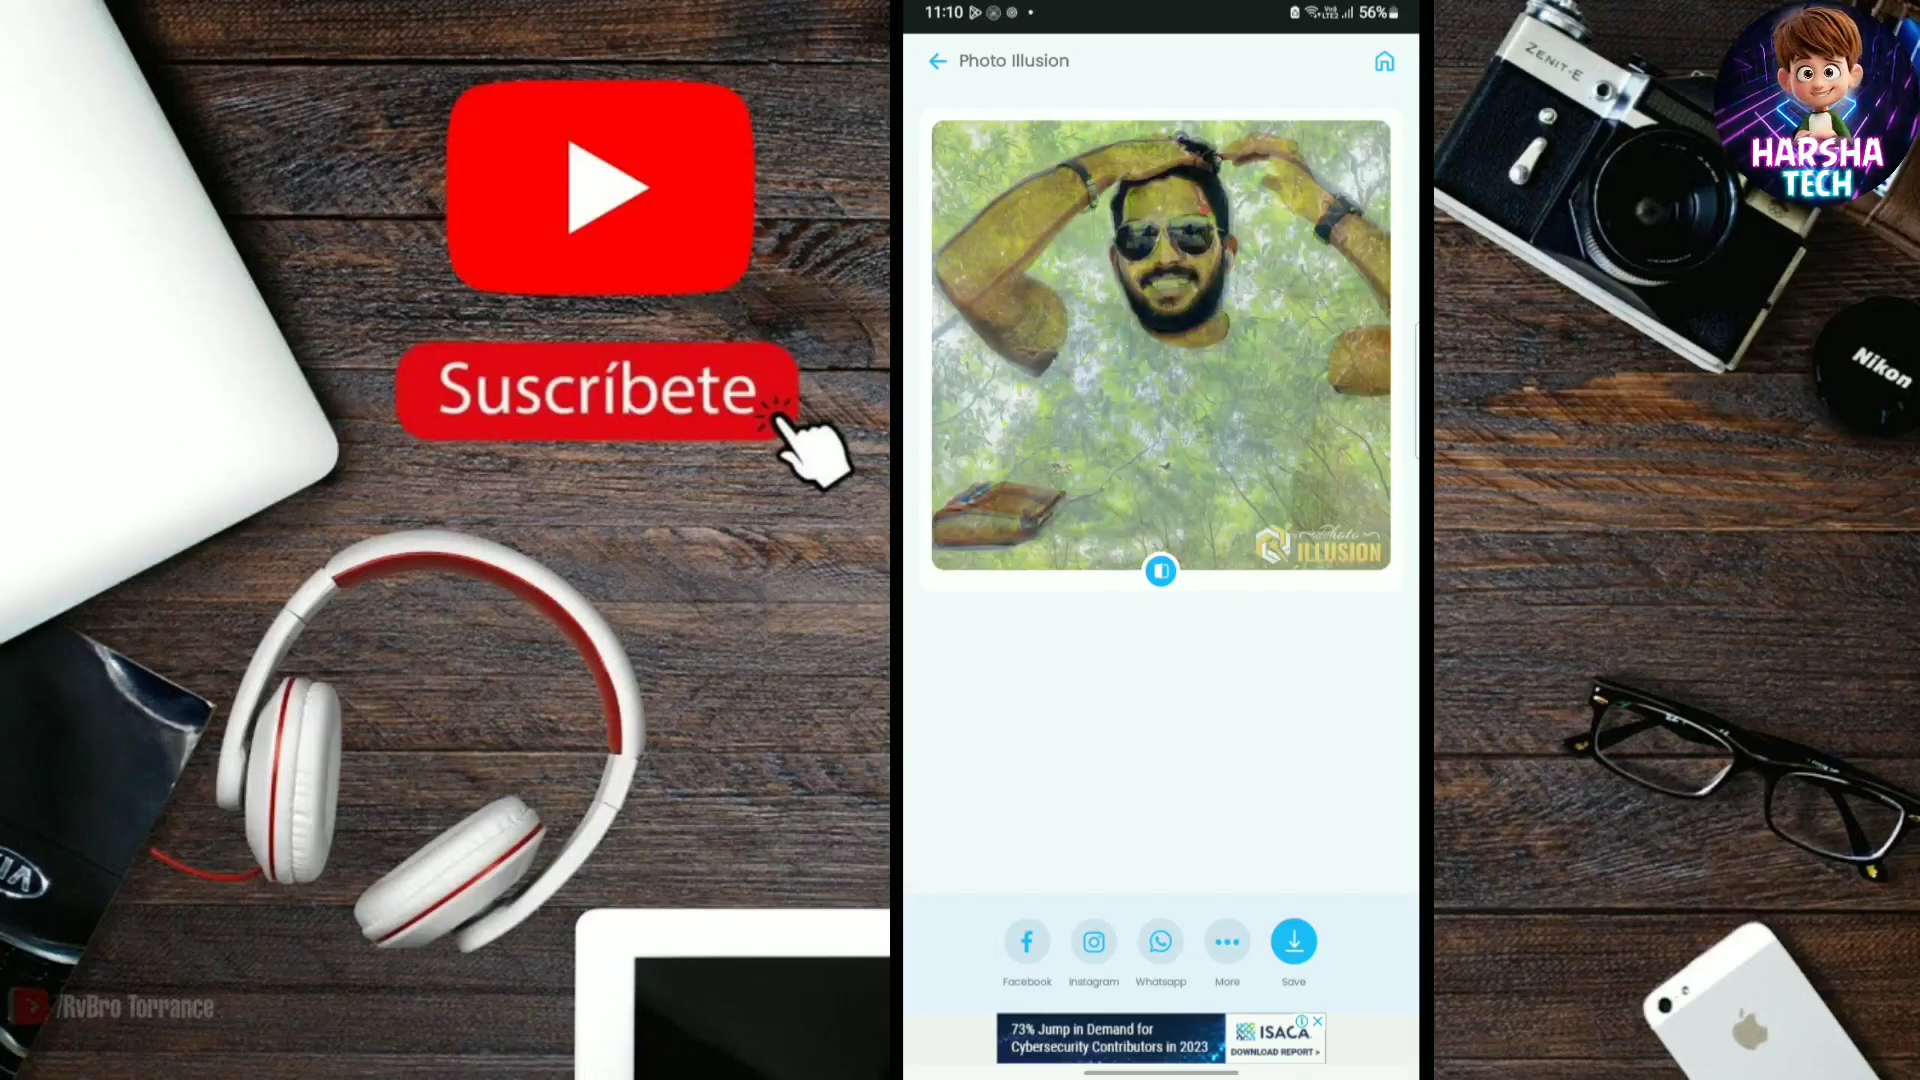 11:10
56%
Photo Illusion
Suscríbete
Photo
ILLUSION
Facebook
Instagram
Whatsapp
More
Save
73% Jump in Demand for
Cybersecurity Contributors in 2023
ISACA
DOWNLOAD REPORT >
/RvBro Torrance
ZENIT-E
HARSHA
TECH
Nikon